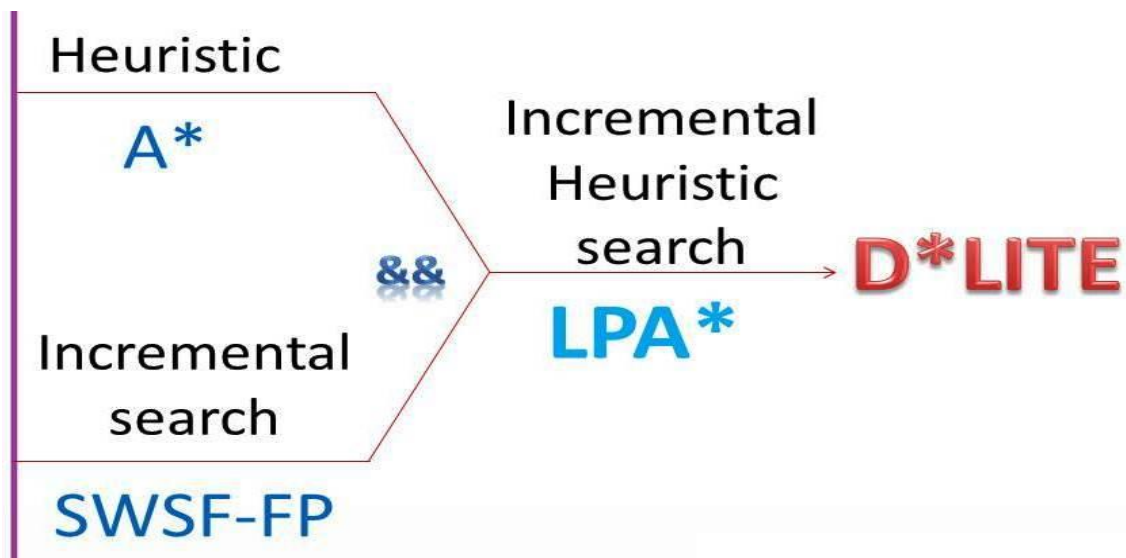 Heuristic
A*
&&
Incremental
search
SWSF-FP
Incremental
Heuristic
search
LPA*
D*LITE